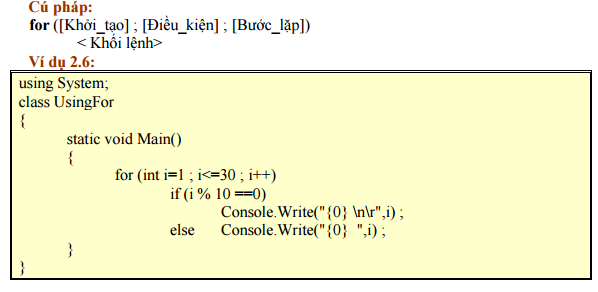 Cú pháp:
for ([Khởi_tạo] ; [Điều_kiện] ; [Bước_lặp])
< Khối lệnh>
Ví dụ 2.6:
using System;
class UsingFor
{
static void Main()
{
for (int i=1 ; i<=30 ; i++)
if (i % 10 ==0)
Console.Write("{0} \n\r",i) ;
else Console.Write("{0} ",i) ;
}
}